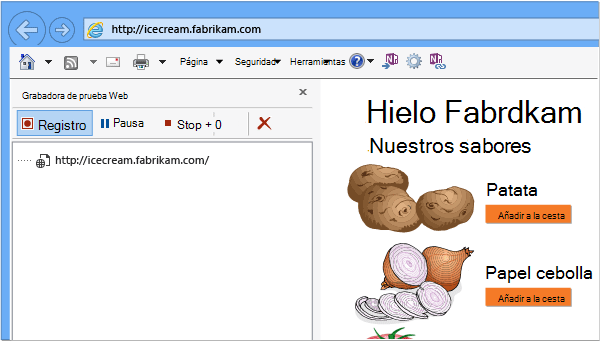 http://icecream.fabrikam.com
Página Seguridad Herramientas
Grabadora de prueba Web
Registro Pausa Stop + 0
http://icecream.fabrikam.com/
Hielo Fabrdkam
Nuestros sabores
Patata
Añadir a la cesta
Papel cebolla
Añadir a la cesta